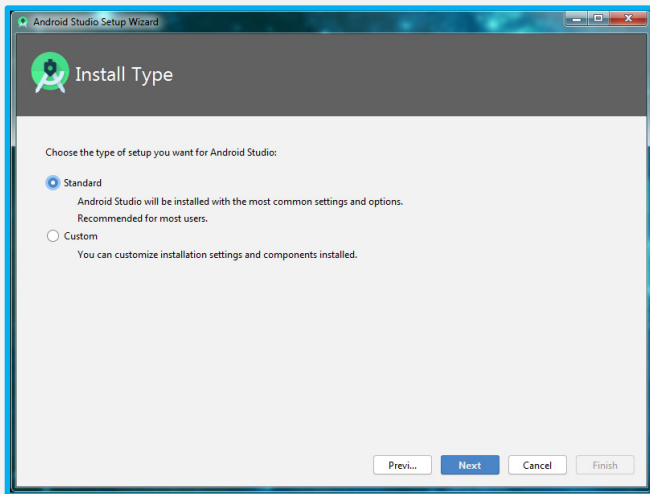 Android Studio Setup Wizard
Install Type
Choose the type of setup you want for Android Studio:
Standard
Android Studio will be installed with the most common settings and options.
Recommended for most users.
Custom
You can customize installation settings and components installed.
Previ... Next Cancel Finish